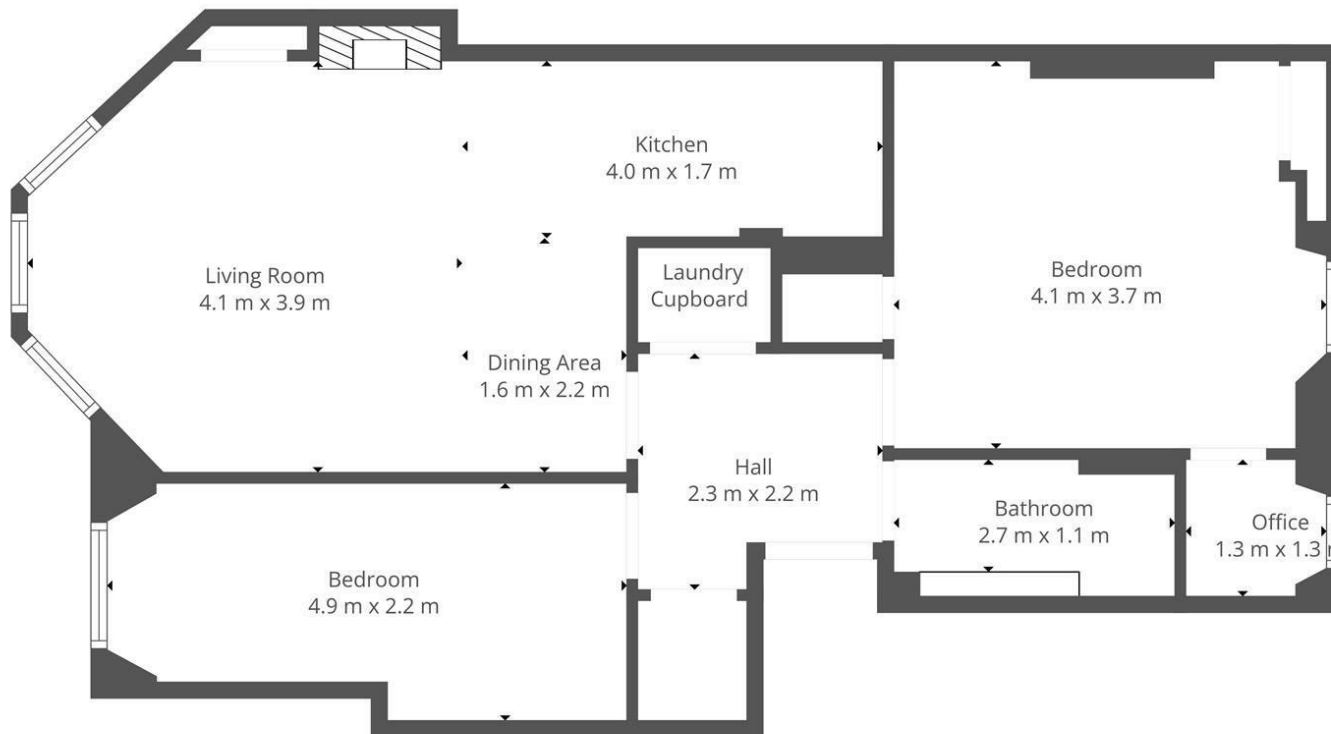 Kitchen
4.0 m x 1.7 m
Living Room
4.1 m x 3.9 m
Laundry
Cupboard
Bedroom
4.1 m x 3.7 m
Dining Area
1.6 m x 2.2 m
Hall
2.3 m x 2.2 m
Bathroom
2.7 m x 1.1 m
Office
1.3 m x 1.3 m
Bedroom
4.9 m x 2.2 m